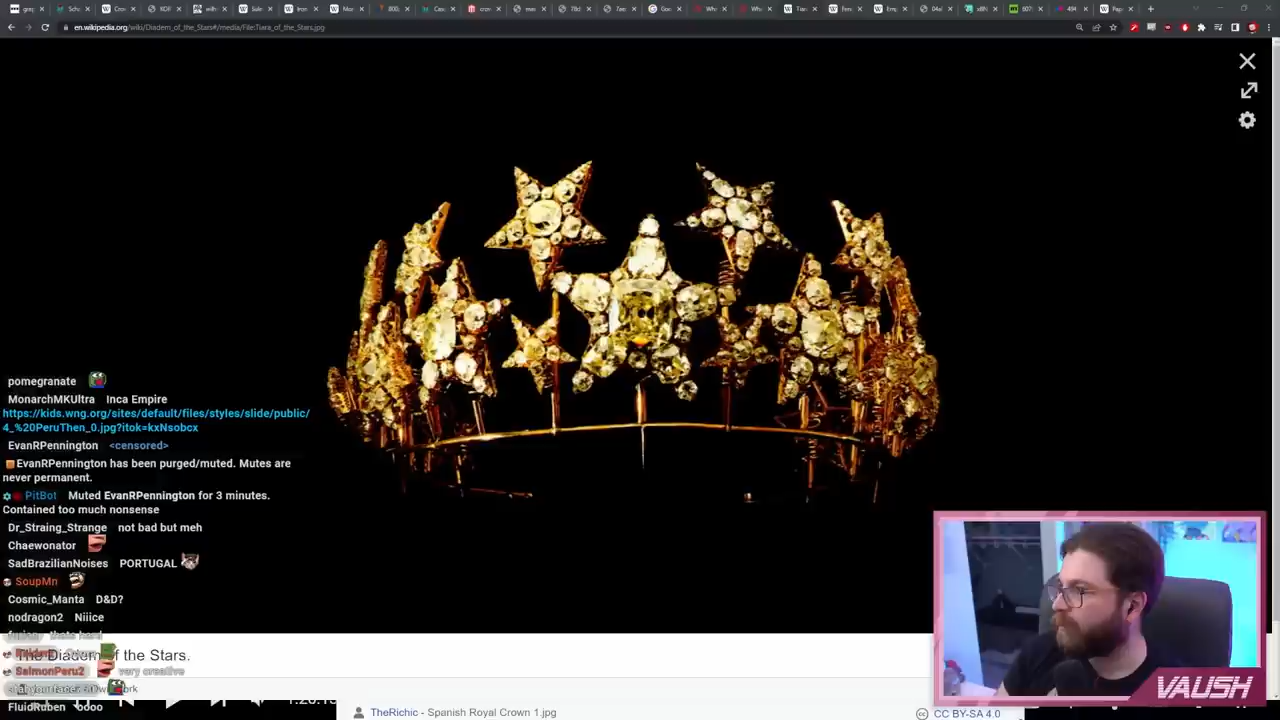 en.wikipedia.org/wiki/Diadem_of_the_Stars#/media/File:Tiara_of_the_Stars.jpg
pomegranate
MonarchMKUltra Inca Empire
https://kids.wng.org/sites/default/files/styles/slide/public/
4_%20PeruThen_0.jpg?itok=kxNsobcx
EvanRPennington <censored>
EvanRPennington has been purged/muted. Mutes are
never permanent.
PitBot Muted EvanRPennington for 3 minutes.
Contained too much nonsense
Dr_Straing_Strange not bad but meh
Chaewonator
SadBrazilianNoises PORTUGAL
SoupMn
Cosmic_Manta D&D?
nodragon2 Niiice
The Diadem of the Stars.
SalmonPeru2 very creative
FluidRuben
TheRichic - Spanish Royal Crown 1.jpg
CC BY-SA 4.0
VAUSH